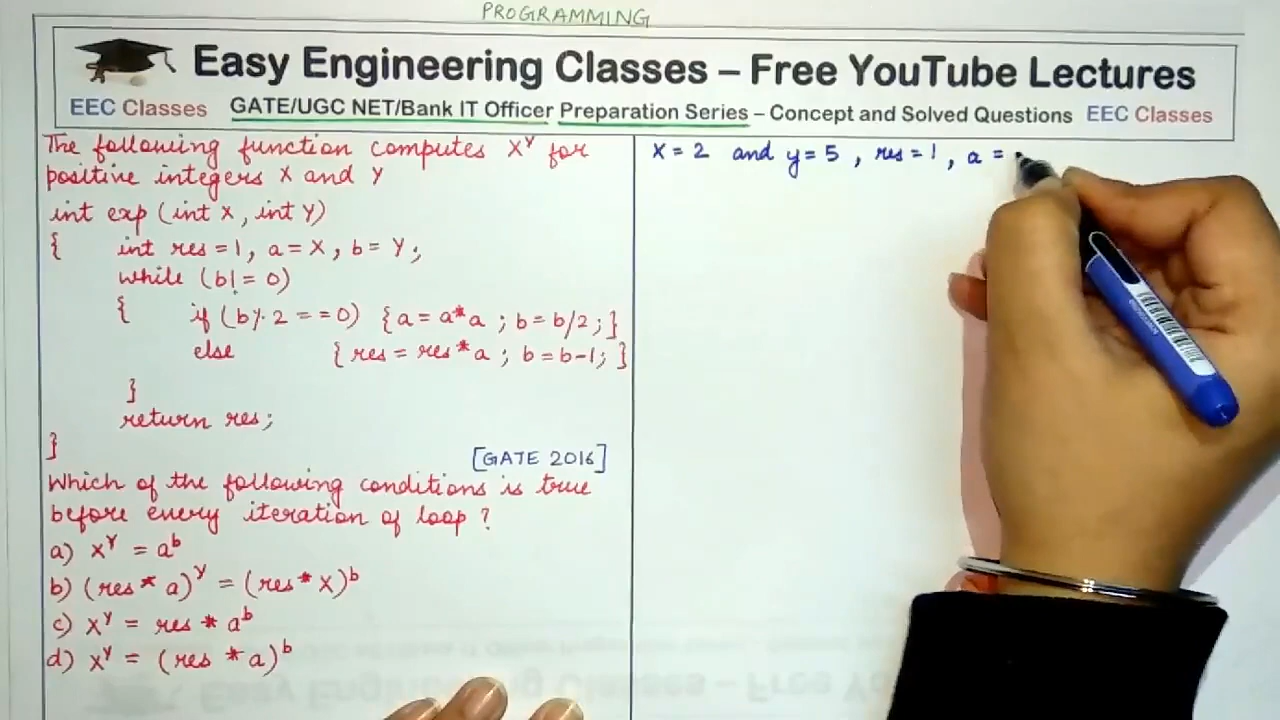 PROGRAMMING
Easy Engineering Classes – Free YouTube Lectures
EEC Classes GATE/UGC NET/Bank IT Officer Preparation Series – Concept and Solved Questions EEC Classes
The following function computes X^Y for
positive integers X and Y
int exp (int X, int Y)
{ int res = 1, a = X, b = Y;
while (b != 0)
{ if (b % 2 == 0) {a = a*a ; b = b/2 ; }
else { res = res * a ; b = b-1; }
}
return res;
}
[GATE 2016]
Which of the following conditions is true
before every iteration of loop ?
a) X^Y = a^b
b) (res * a)^Y = (res * X)^b
c) X^Y = res * a^b
d) X^Y = (res * a)^b
X = 2 and y = 5 , res = 1 , a =